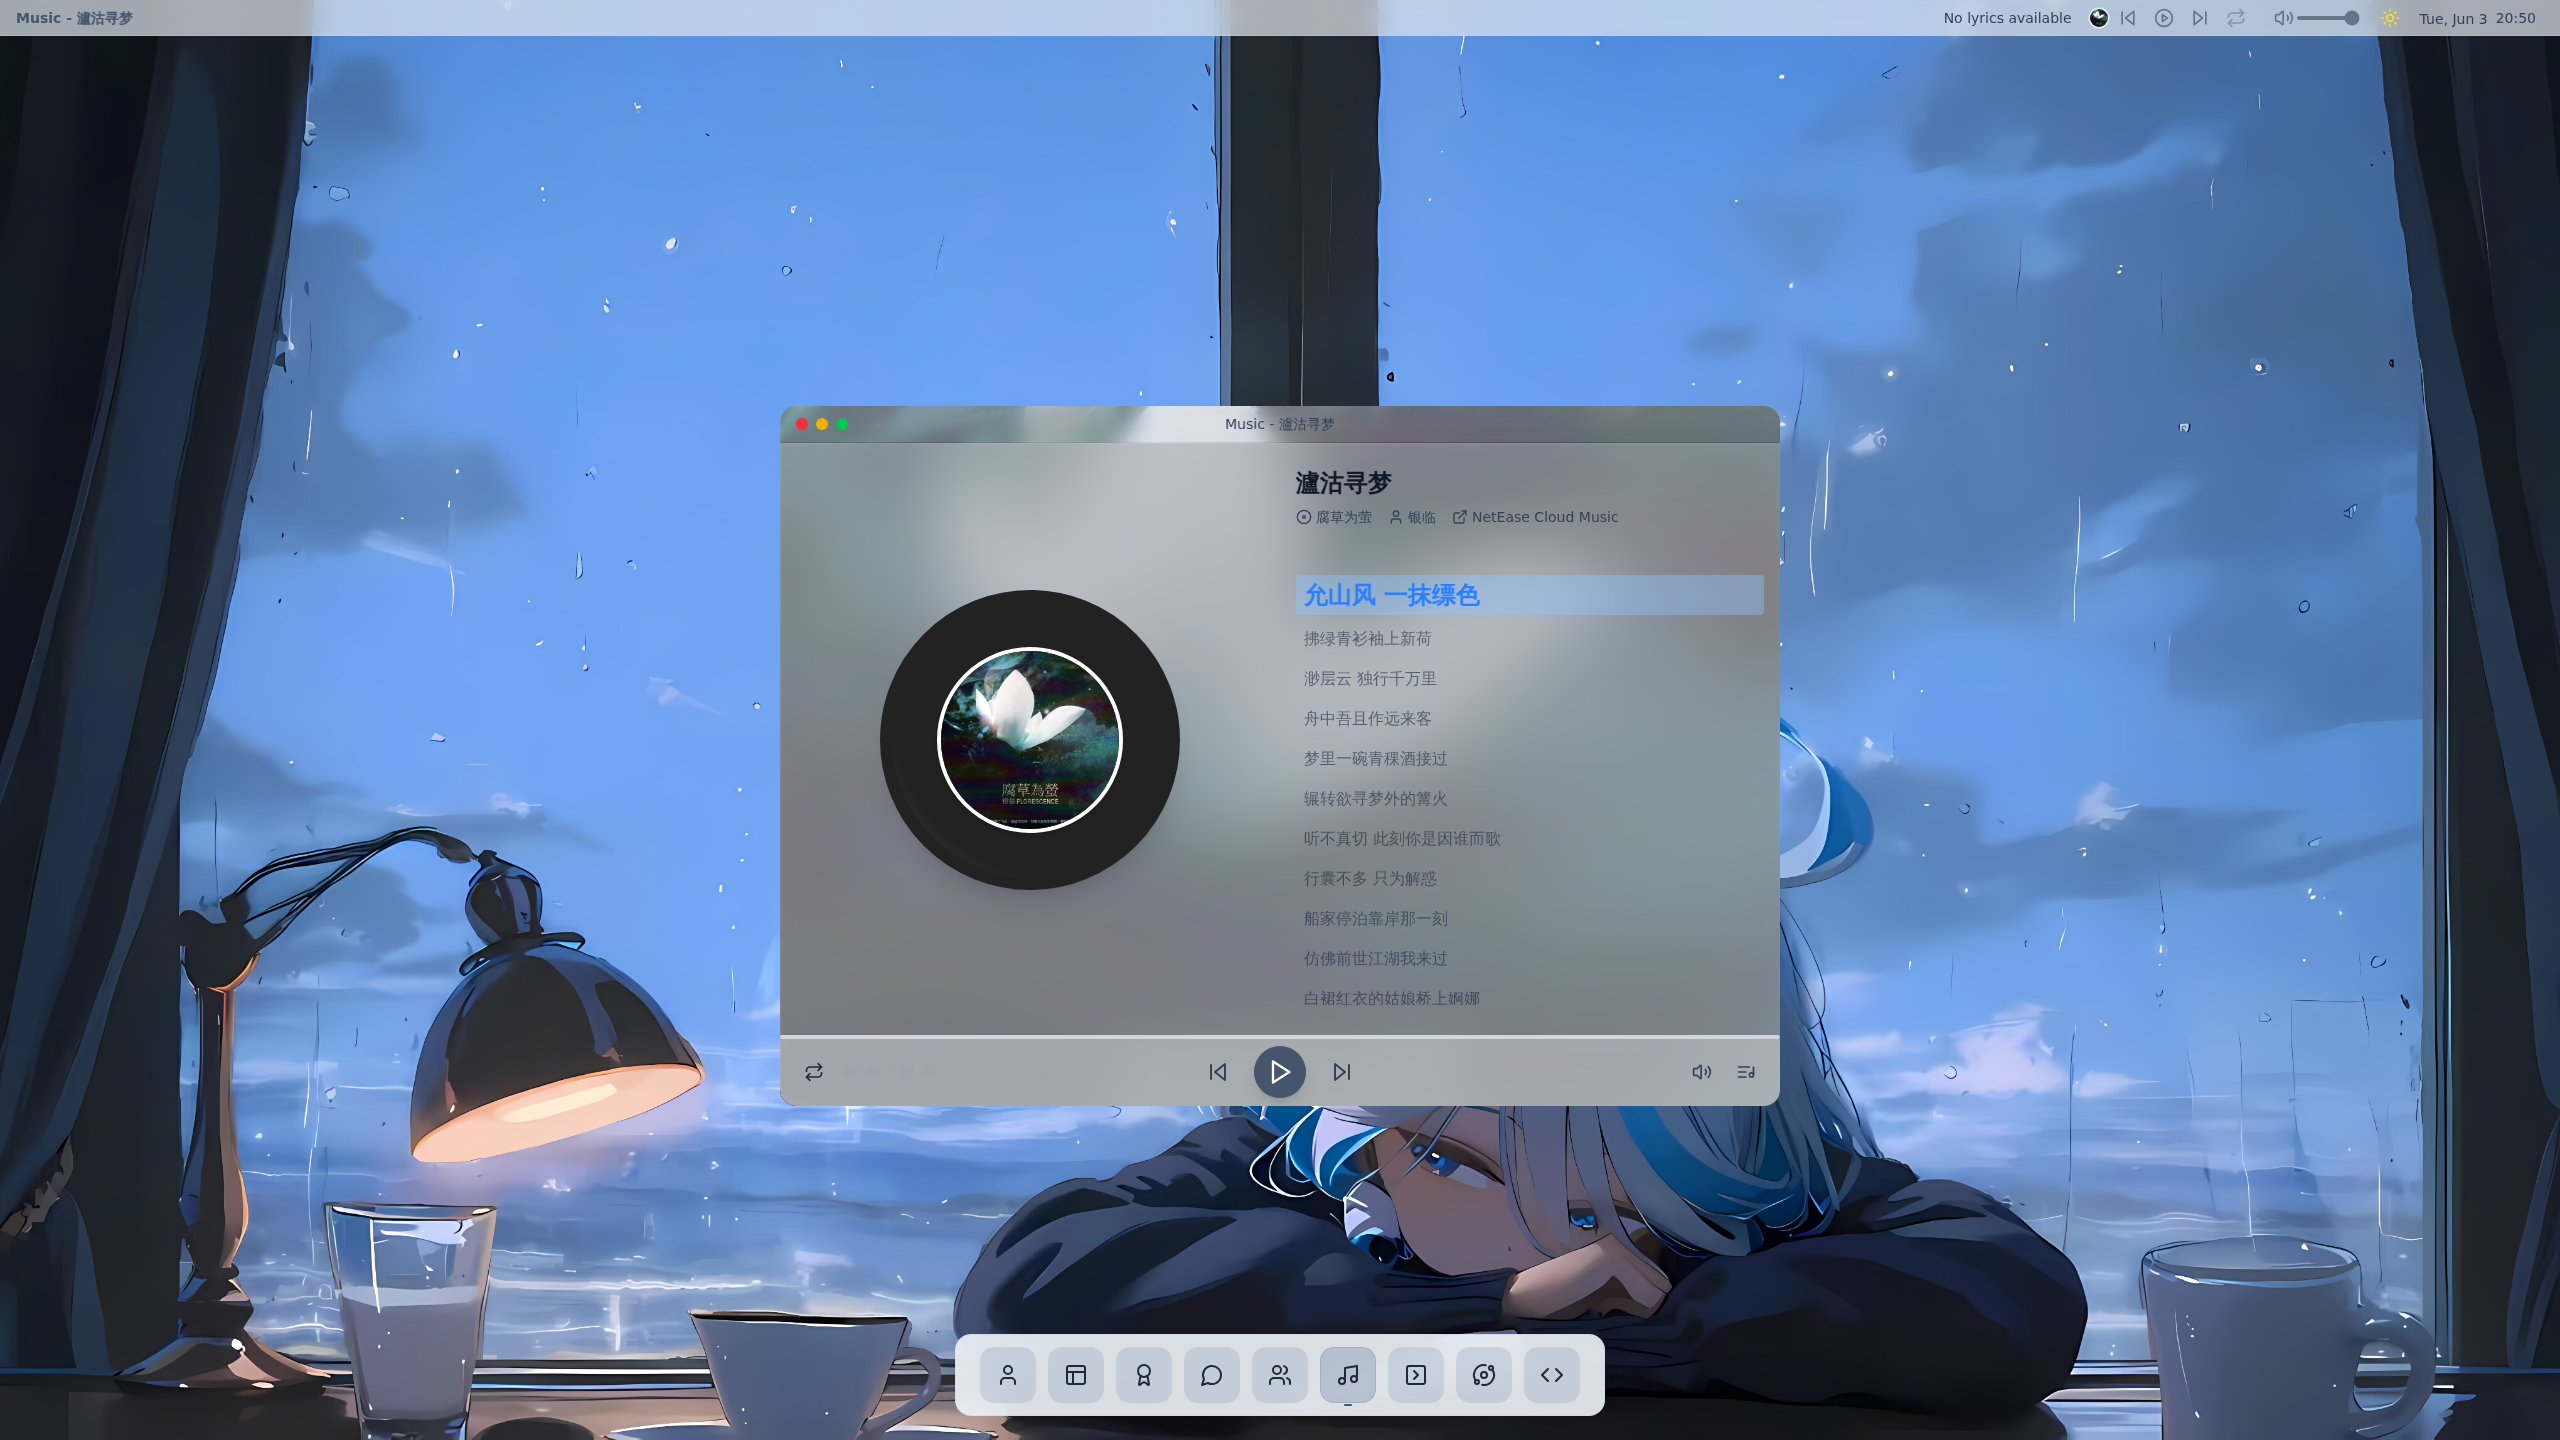 Music - 瀘沽寻梦
No lyrics available
Tue, Jun 3 20:50
Music - 瀘沽寻梦
瀘沽寻梦
腐草为萤 银临 NetEase Cloud Music
允山风 一抹缥色
拂绿青衫袖上新荷
渺层云 独行千万里
舟中吾且作远来客
梦里一碗青稞酒接过
辗转欲寻梦外的篝火
听不真切 此刻你是因谁而歌
行囊不多 只为解惑
船家停泊靠岸那一刻
仿佛前世江湖我来过
白裙红衣的姑娘桥上婀娜
腐草為螢
FLORESCENCE